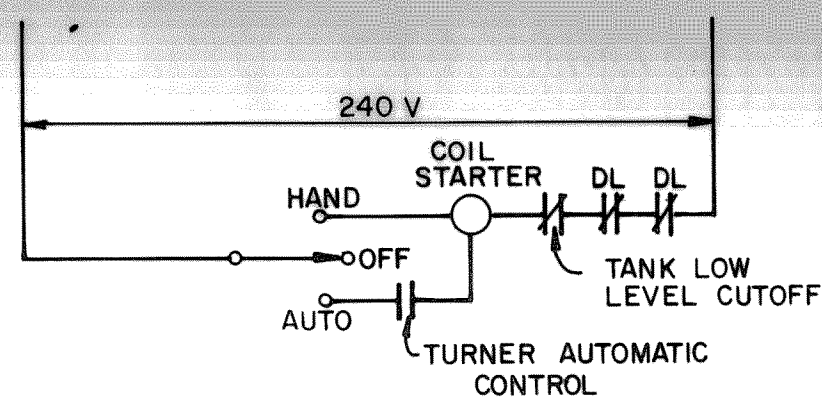 240 V
COIL
STARTER
DL DL
HAND
OFF
TANK LOW
LEVEL CUTOFF
AUTO
TURNER AUTOMATIC
CONTROL